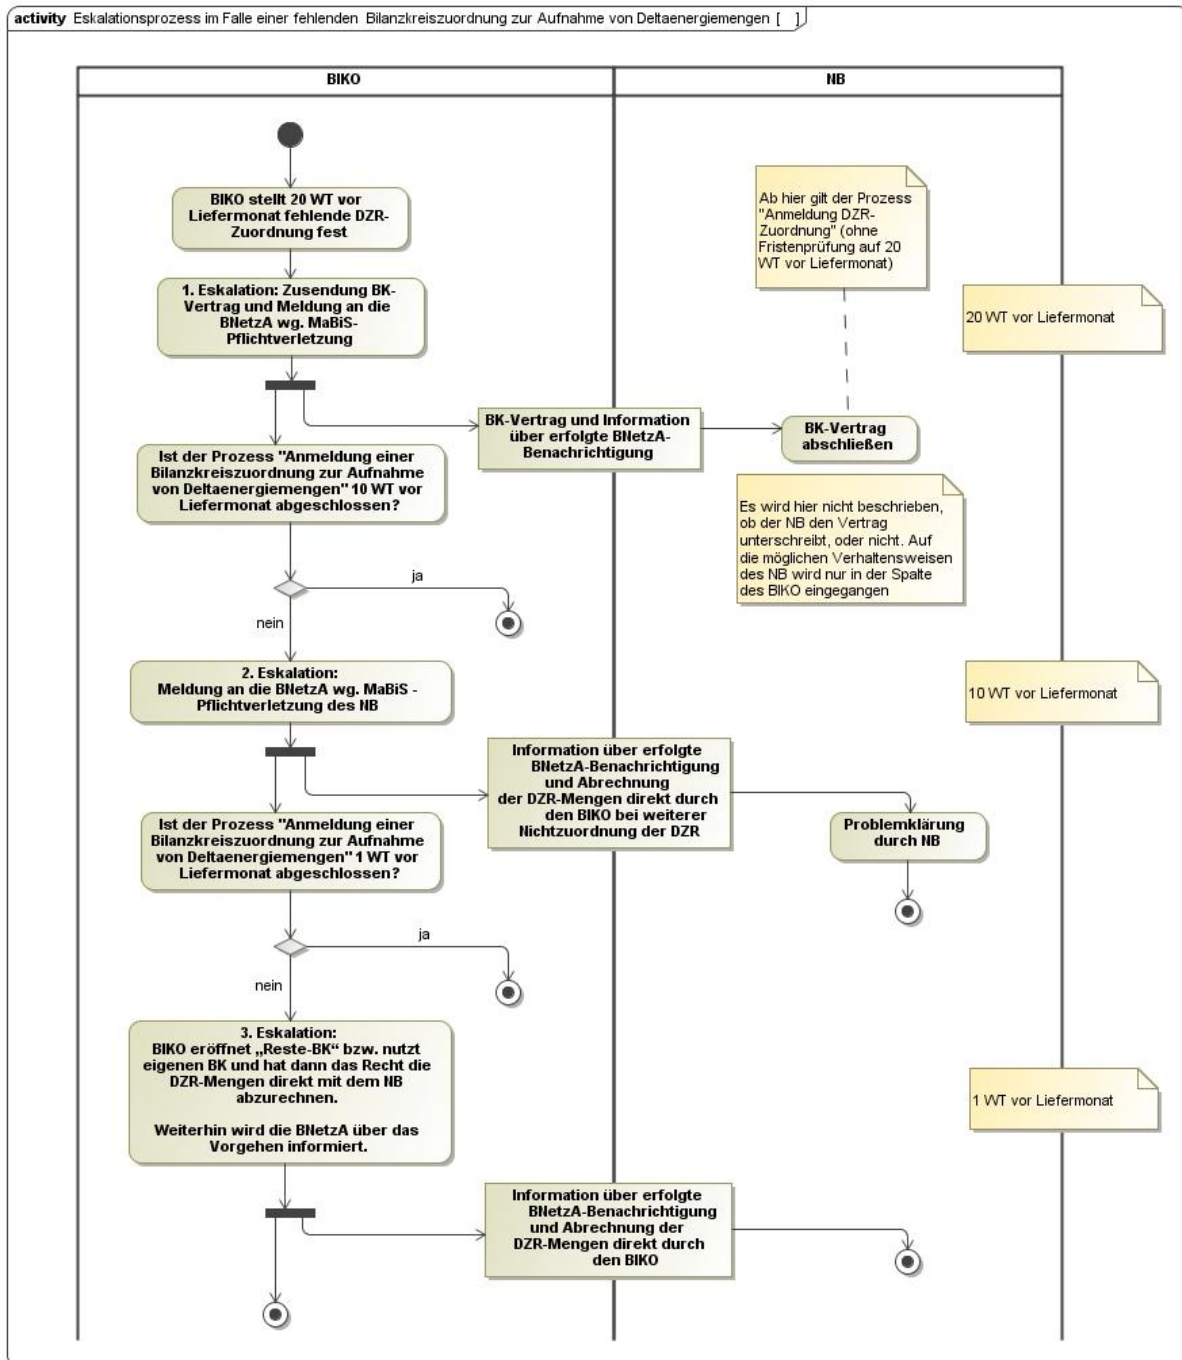 activity Eskalationsprozess im Falle einer fehlenden Bilanzkreiszuordnung zur Aufnahme von Deltaenergiemengen [ ]
BIKO
NB
BIKO stellt 20 WT vor
Liefermonat fehlende DZR-
Zuordnung fest
Ab hier gilt der Prozess
"Anmeldung DZR-
Zuordnung" (ohne
Fristenprüfung auf 20
WT vor Liefermonat)
1. Eskalation: Zusendung BK-
Vertrag und Meldung an die
BNetzA wg. MaBiS-
Pflichtverletzung
20 WT vor Liefermonat
BK-Vertrag und Information
über erfolgte BNetzA-
Benachrichtigung
BK-Vertrag
abschließen
Ist der Prozess "Anmeldung einer
Bilanzkreiszuordnung zur Aufnahme
von Deltaenergiemengen" 10 WT vor
Liefermonat abgeschlossen?
Es wird hier nicht beschrieben,
ob der NB den Vertrag
unterschreibt, oder nicht. Auf
die möglichen Verhaltensweisen
des NB wird nur in der Spalte
des BIKO eingegangen
ja
nein
2. Eskalation:
Meldung an die BNetzA wg. MaBiS -
Pflichtverletzung des NB
10 WT vor Liefermonat
Information über erfolgte
BNetzA-Benachrichtigung
und Abrechnung
der DZR-Mengen direkt durch
den BIKO bei weiterer
Nichtzuordnung der DZR
Ist der Prozess "Anmeldung einer
Bilanzkreiszuordnung zur Aufnahme
von Deltaenergiemengen" 1 WT vor
Liefermonat abgeschlossen?
Problemklärung
durch NB
ja
nein
3. Eskalation:
BIKO eröffnet „Reste-BK“ bzw. nutzt
eigenen BK und hat dann das Recht die
DZR-Mengen direkt mit dem NB
abzurechnen.
Weiterhin wird die BNetzA über das
Vorgehen informiert.
1 WT vor Liefermonat
Information über erfolgte
BNetzA-Benachrichtigung
und Abrechnung der
DZR-Mengen direkt durch
den BIKO